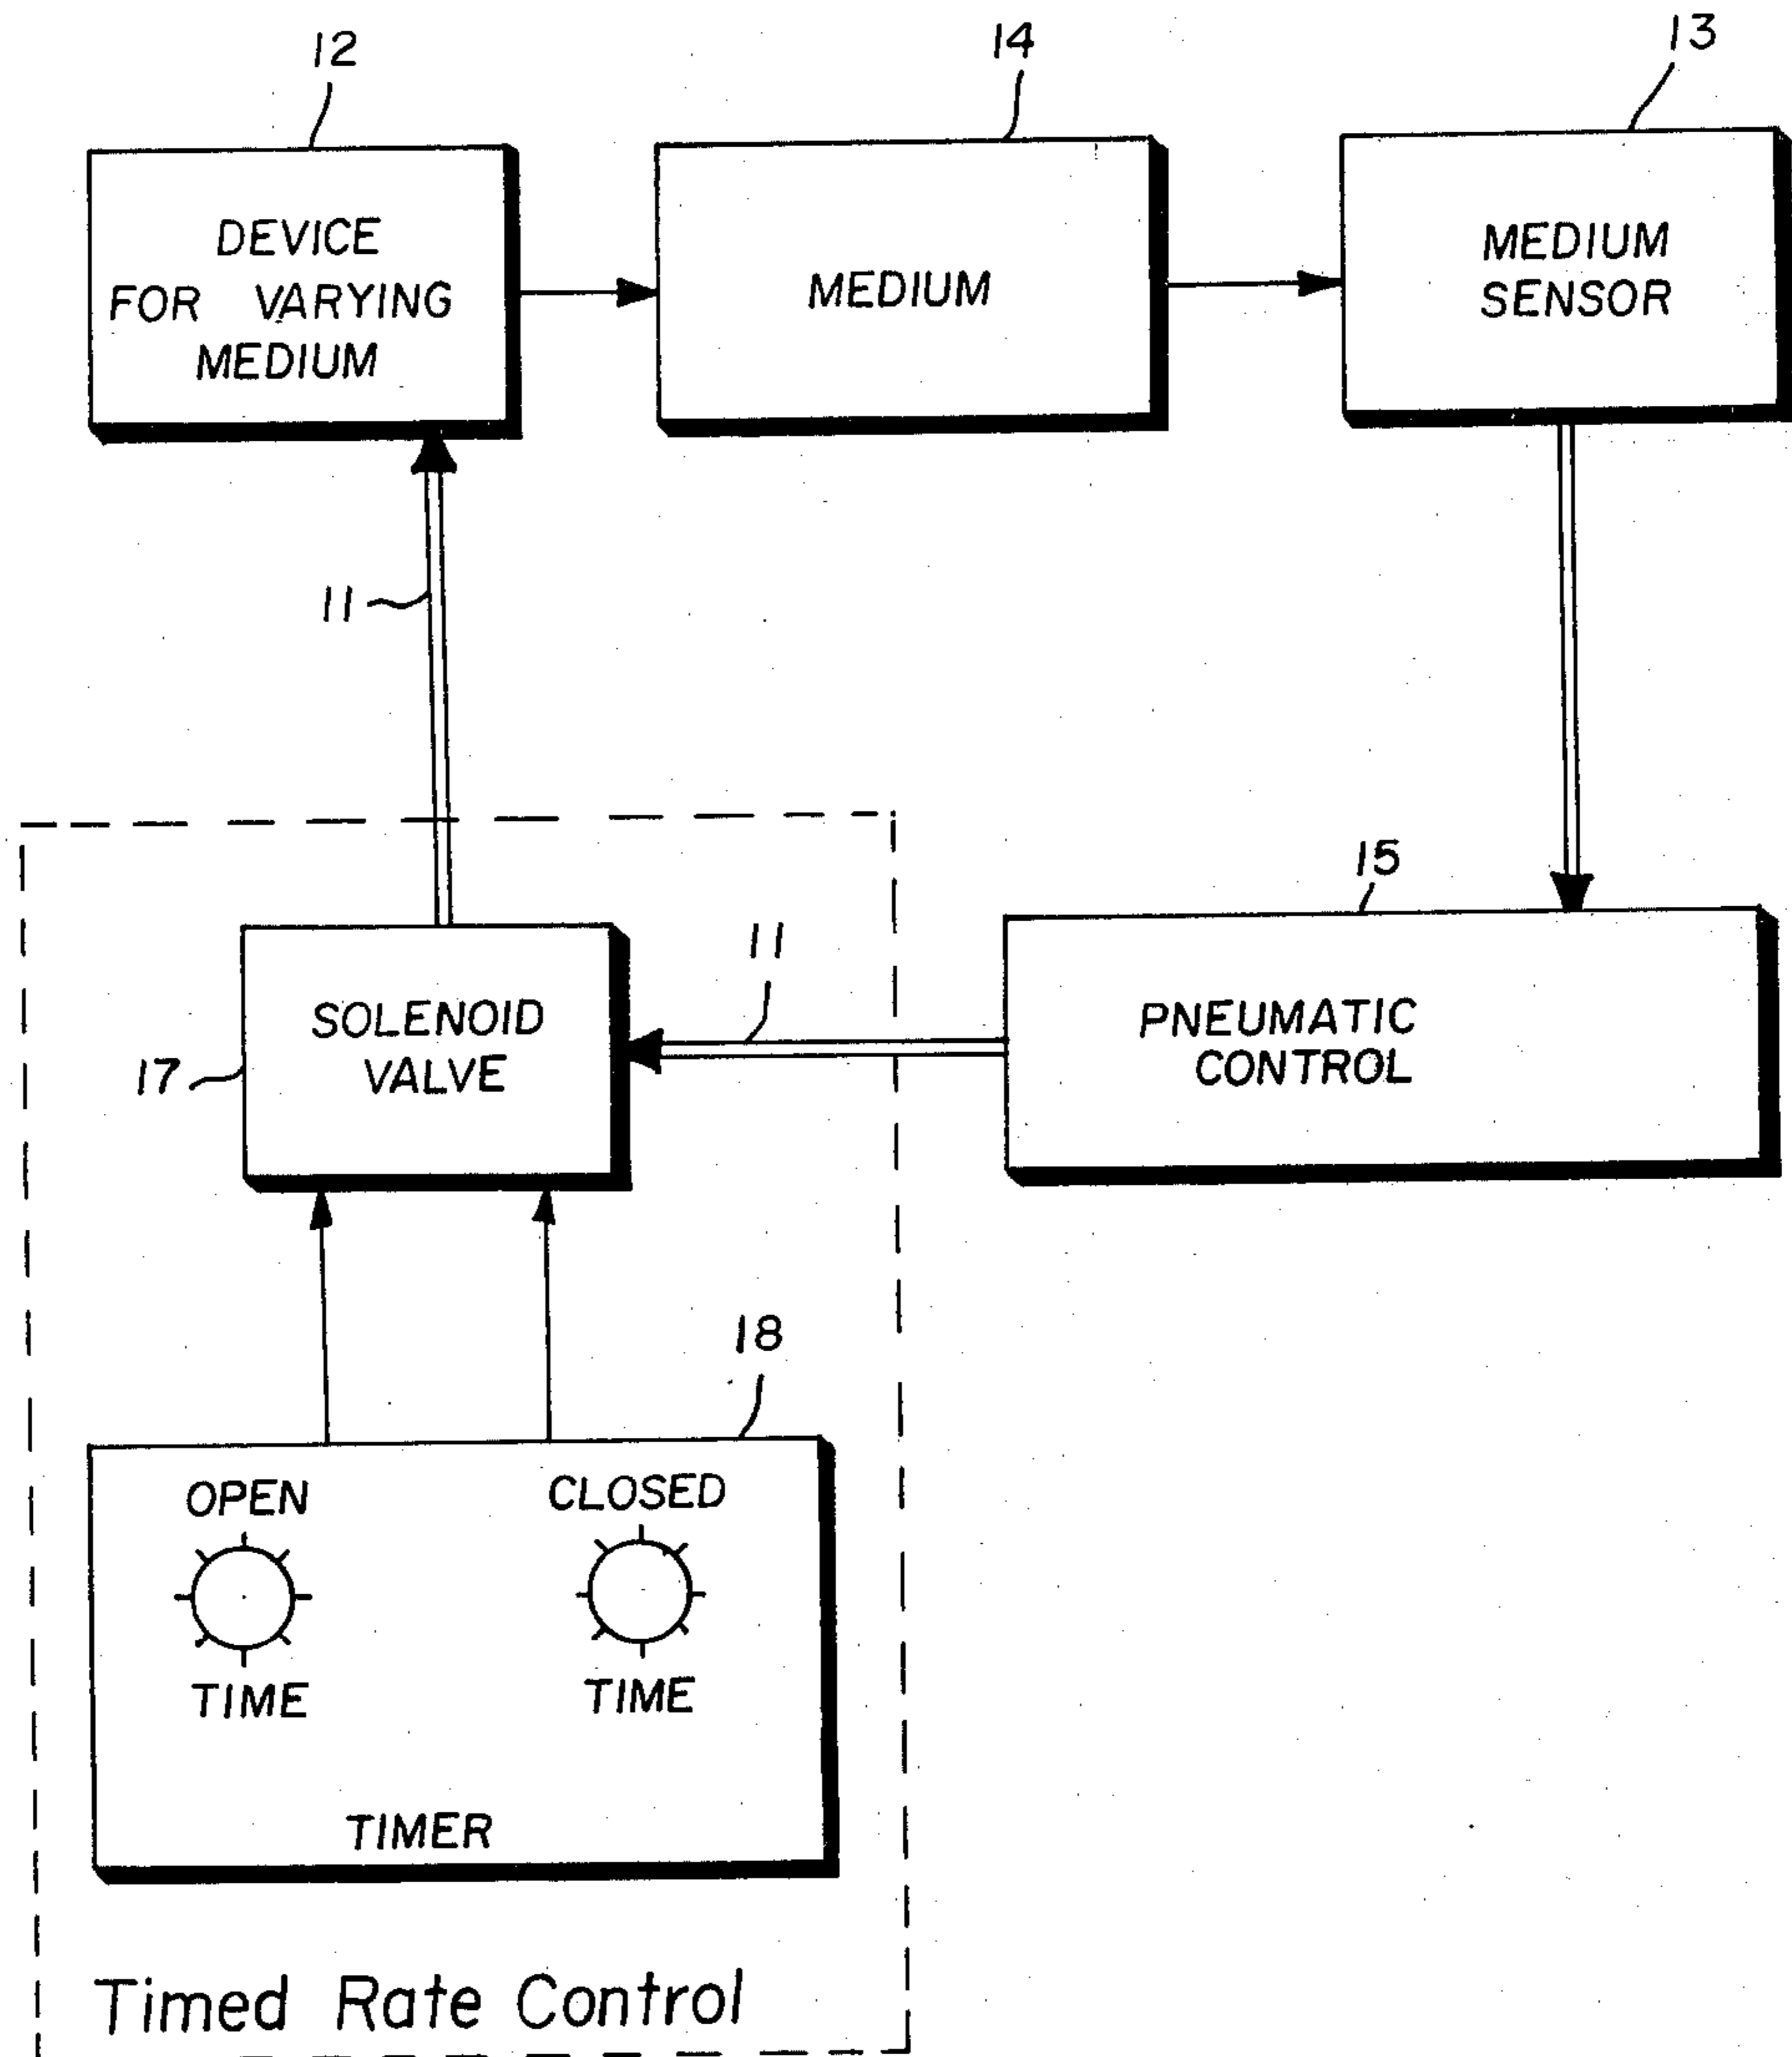 12
14
13
DEVICE
FOR VARYING
MEDIUM
MEDIUM
MEDIUM
SENSOR
11
15
11
SOLENOID
VALVE
17
PNEUMATIC
CONTROL
18
OPEN
CLOSED
TIME
TIME
TIMER
Timed Rate Control